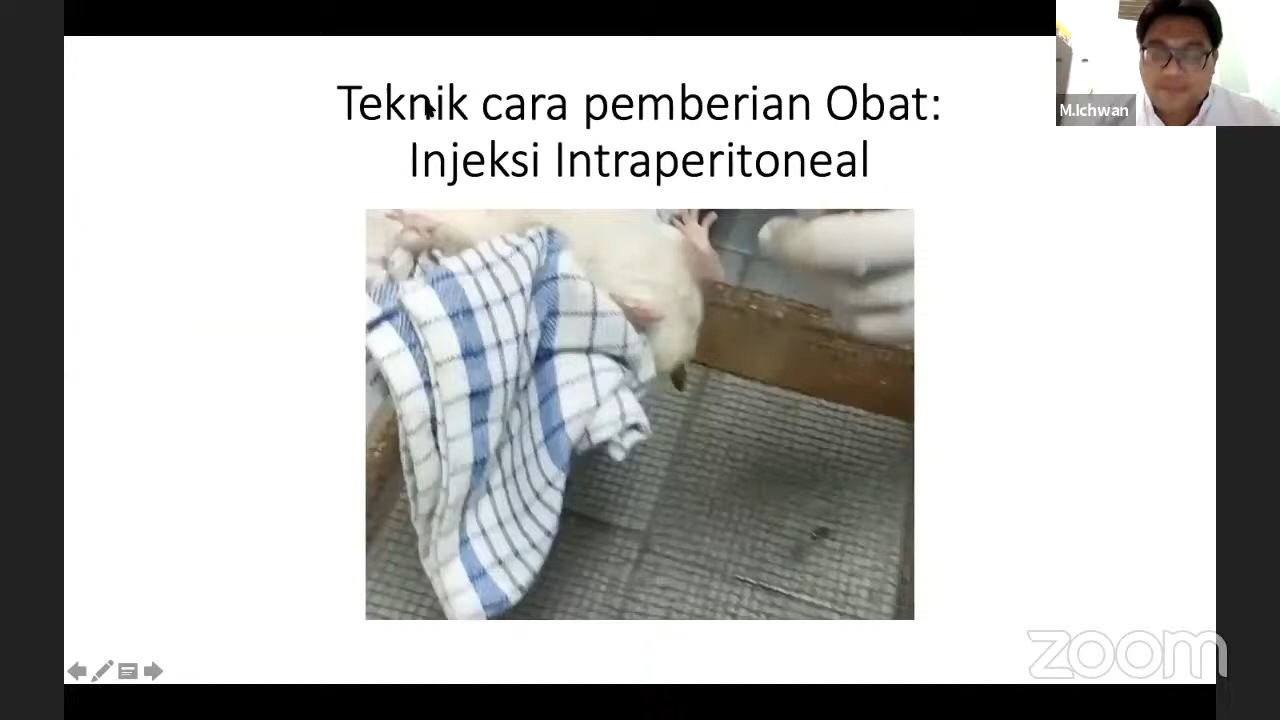 Teknik cara pemberian Obat:
Injeksi Intraperitoneal
M.Ichwan
zoom